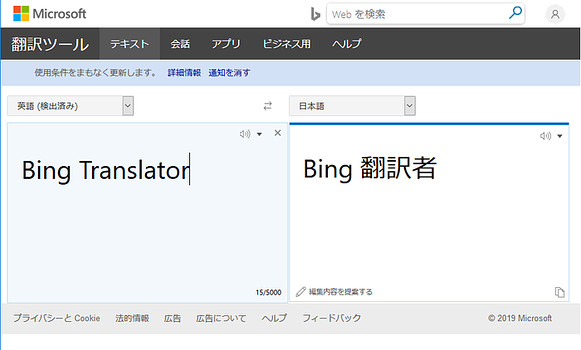 Microsoft Web を検索
翻訳ツール テキスト 会話 アプリ ビジネス用 ヘルプ
使用条件をまもなく更新します。 詳細情報 通知を消す
英語 (検出済み) 日本語
Bing Translator
Bing 翻訳者
15/5000
編集内容を提案する
プライバシーと Cookie 法的情報 広告 広告について ヘルプ フィードバック © 2019 Microsoft